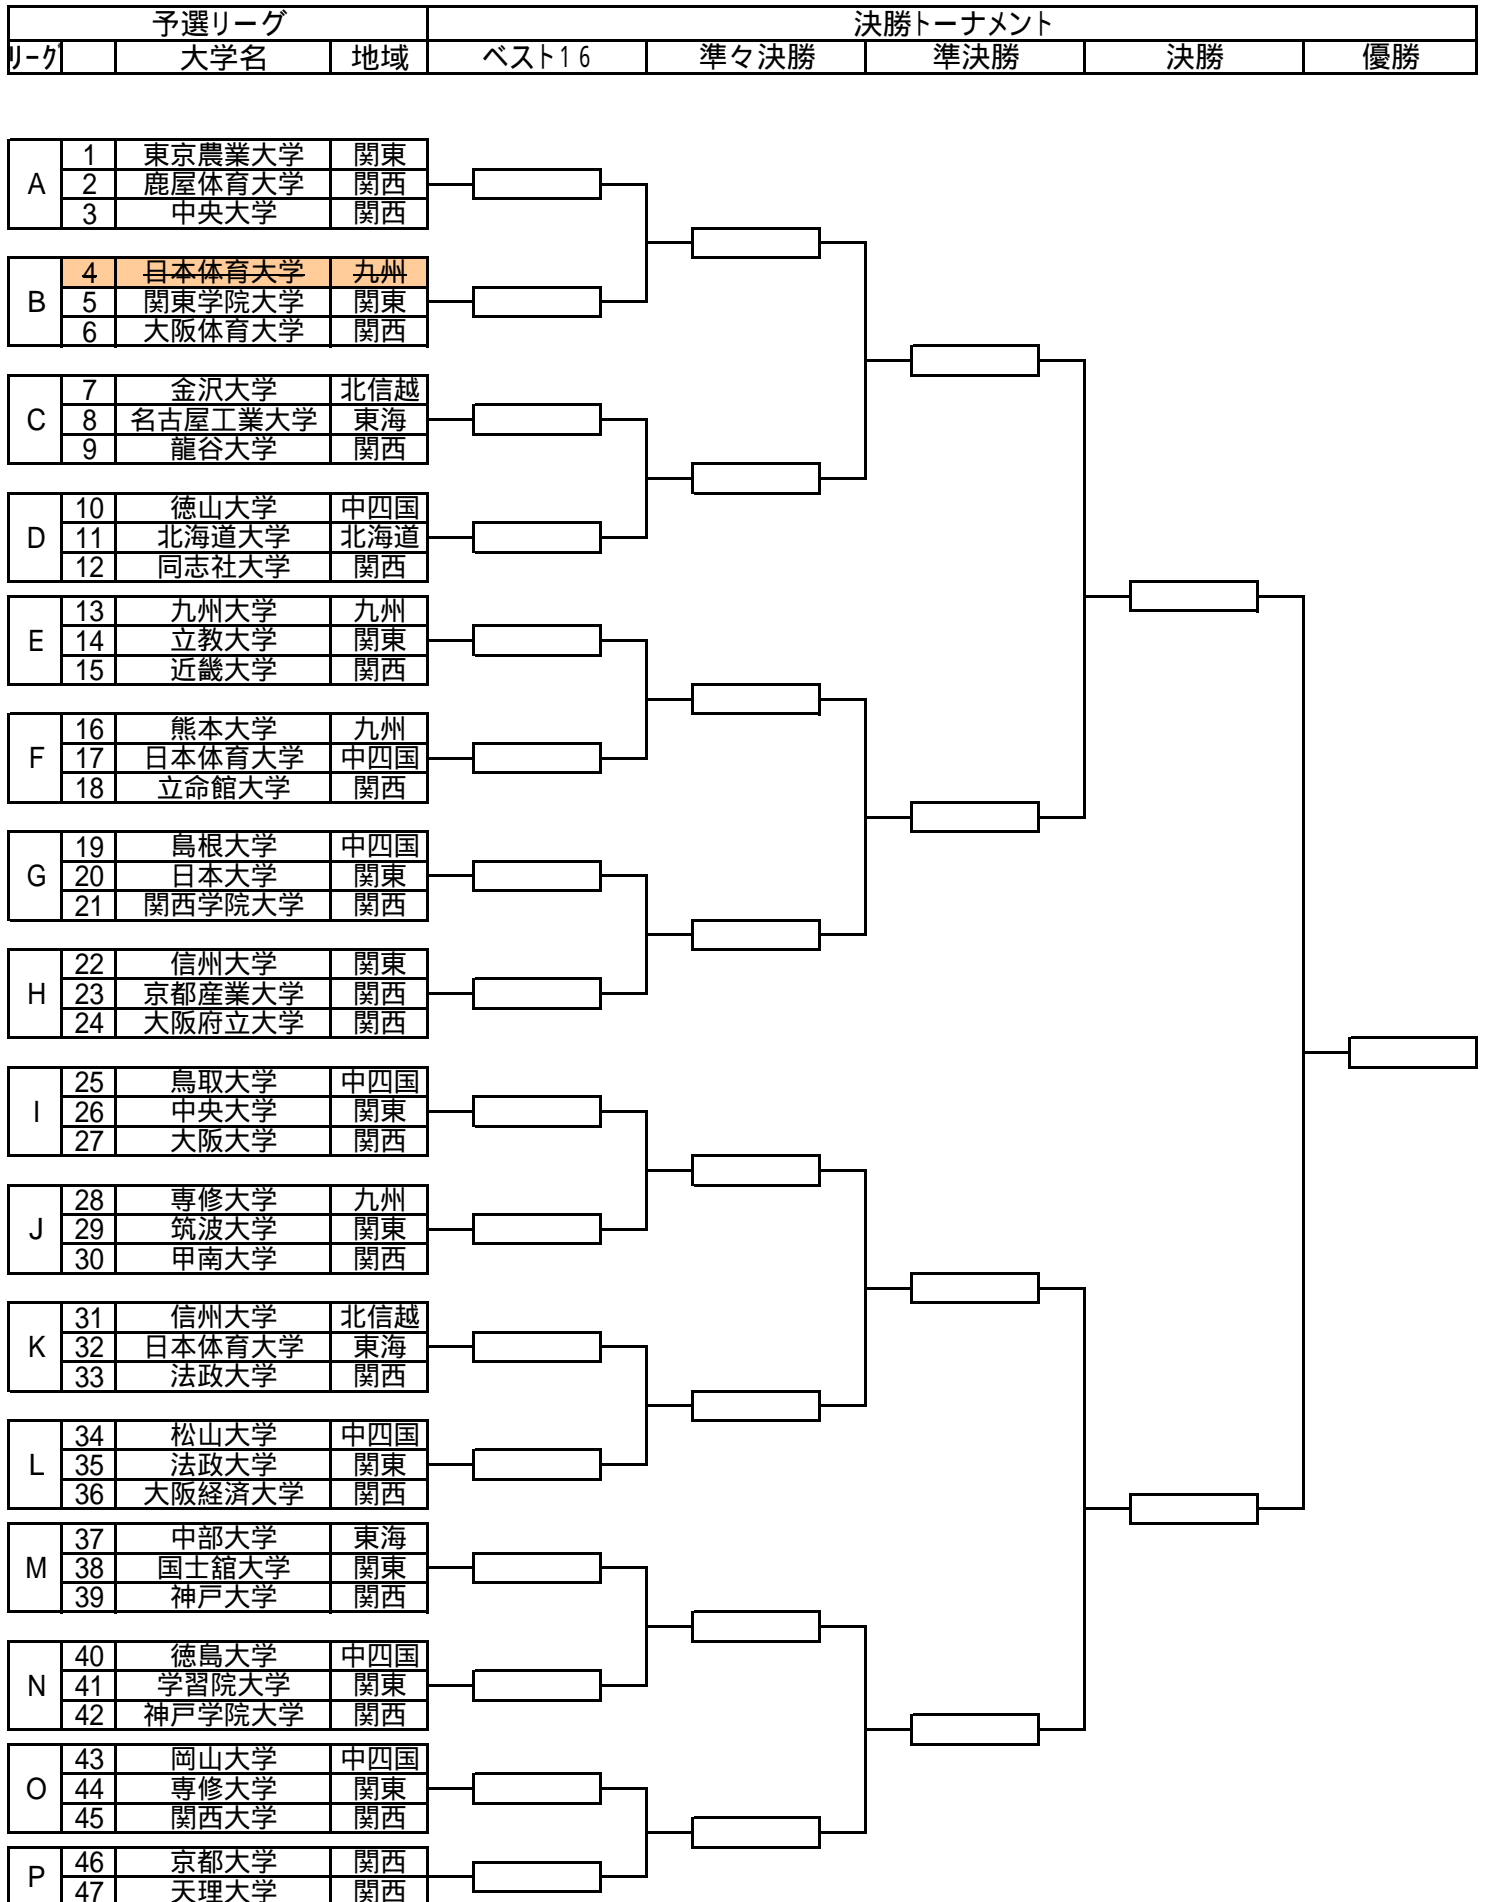 予選リーグ 決勝トーナメント
リーグ 大学名 地域 ベスト16 準々決勝 準決勝 決勝 優勝
A
1 東京農業大学 関東
2 鹿屋体育大学 関西
3 中央大学 関西
B
4 日本体育大学 九州
5 関東学院大学 関東
6 大阪体育大学 関西
C
7 金沢大学 北信越
8 名古屋工業大学 東海
9 龍谷大学 関西
D
10 徳山大学 中四国
11 北海道大学 北海道
12 同志社大学 関西
E
13 九州大学 九州
14 立教大学 関東
15 近畿大学 関西
F
16 熊本大学 九州
17 日本体育大学 中四国
18 立命館大学 関西
G
19 島根大学 中四国
20 日本大学 関東
21 関西学院大学 関西
H
22 信州大学 関東
23 京都産業大学 関西
24 大阪府立大学 関西
I
25 鳥取大学 中四国
26 中央大学 関東
27 大阪大学 関西
J
28 専修大学 九州
29 筑波大学 関東
30 甲南大学 関西
K
31 信州大学 北信越
32 日本体育大学 東海
33 法政大学 関西
L
34 松山大学 中四国
35 法政大学 関東
36 大阪経済大学 関西
M
37 中部大学 東海
38 国士舘大学 関東
39 神戸大学 関西
N
40 徳島大学 中四国
41 学習院大学 関東
42 神戸学院大学 関西
O
43 岡山大学 中四国
44 専修大学 関東
45 関西大学 関西
P
46 京都大学 関西
47 天理大学 関西